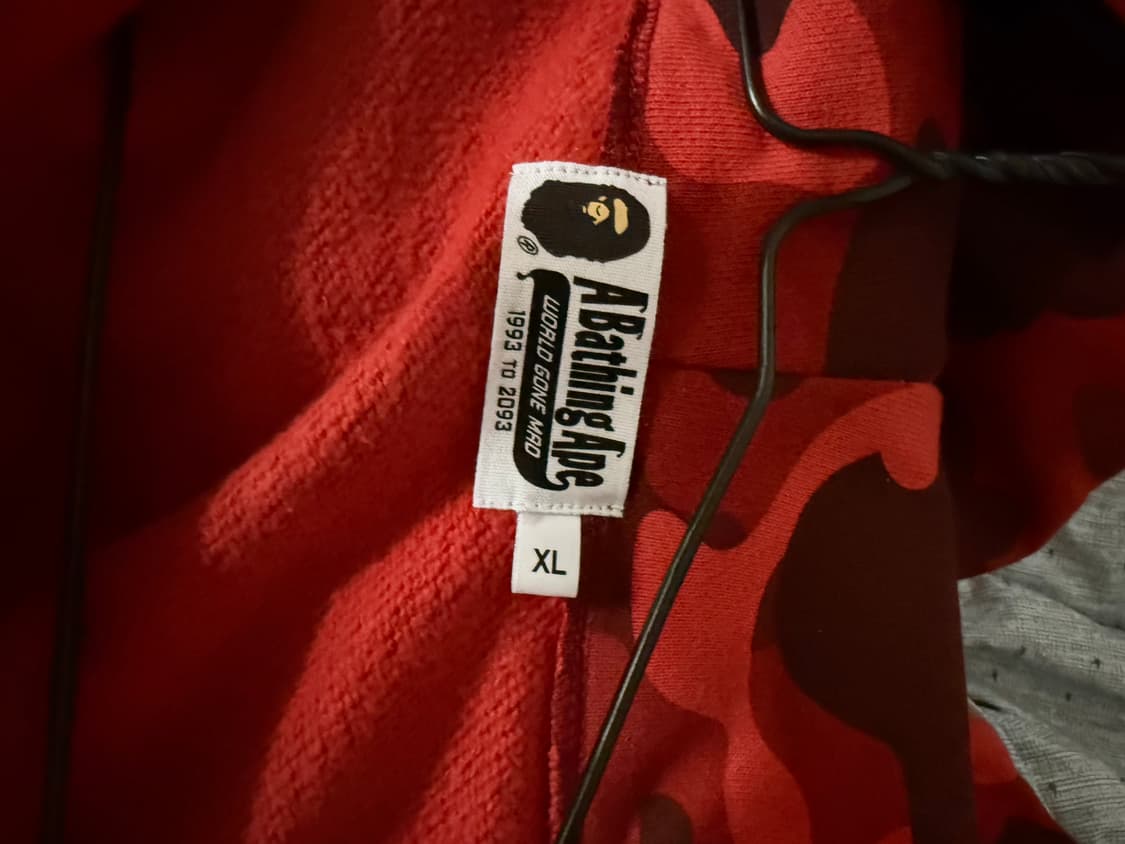 ®
A Bathing Ape
WORLD GONE MAD
1993 TO 2093
XL